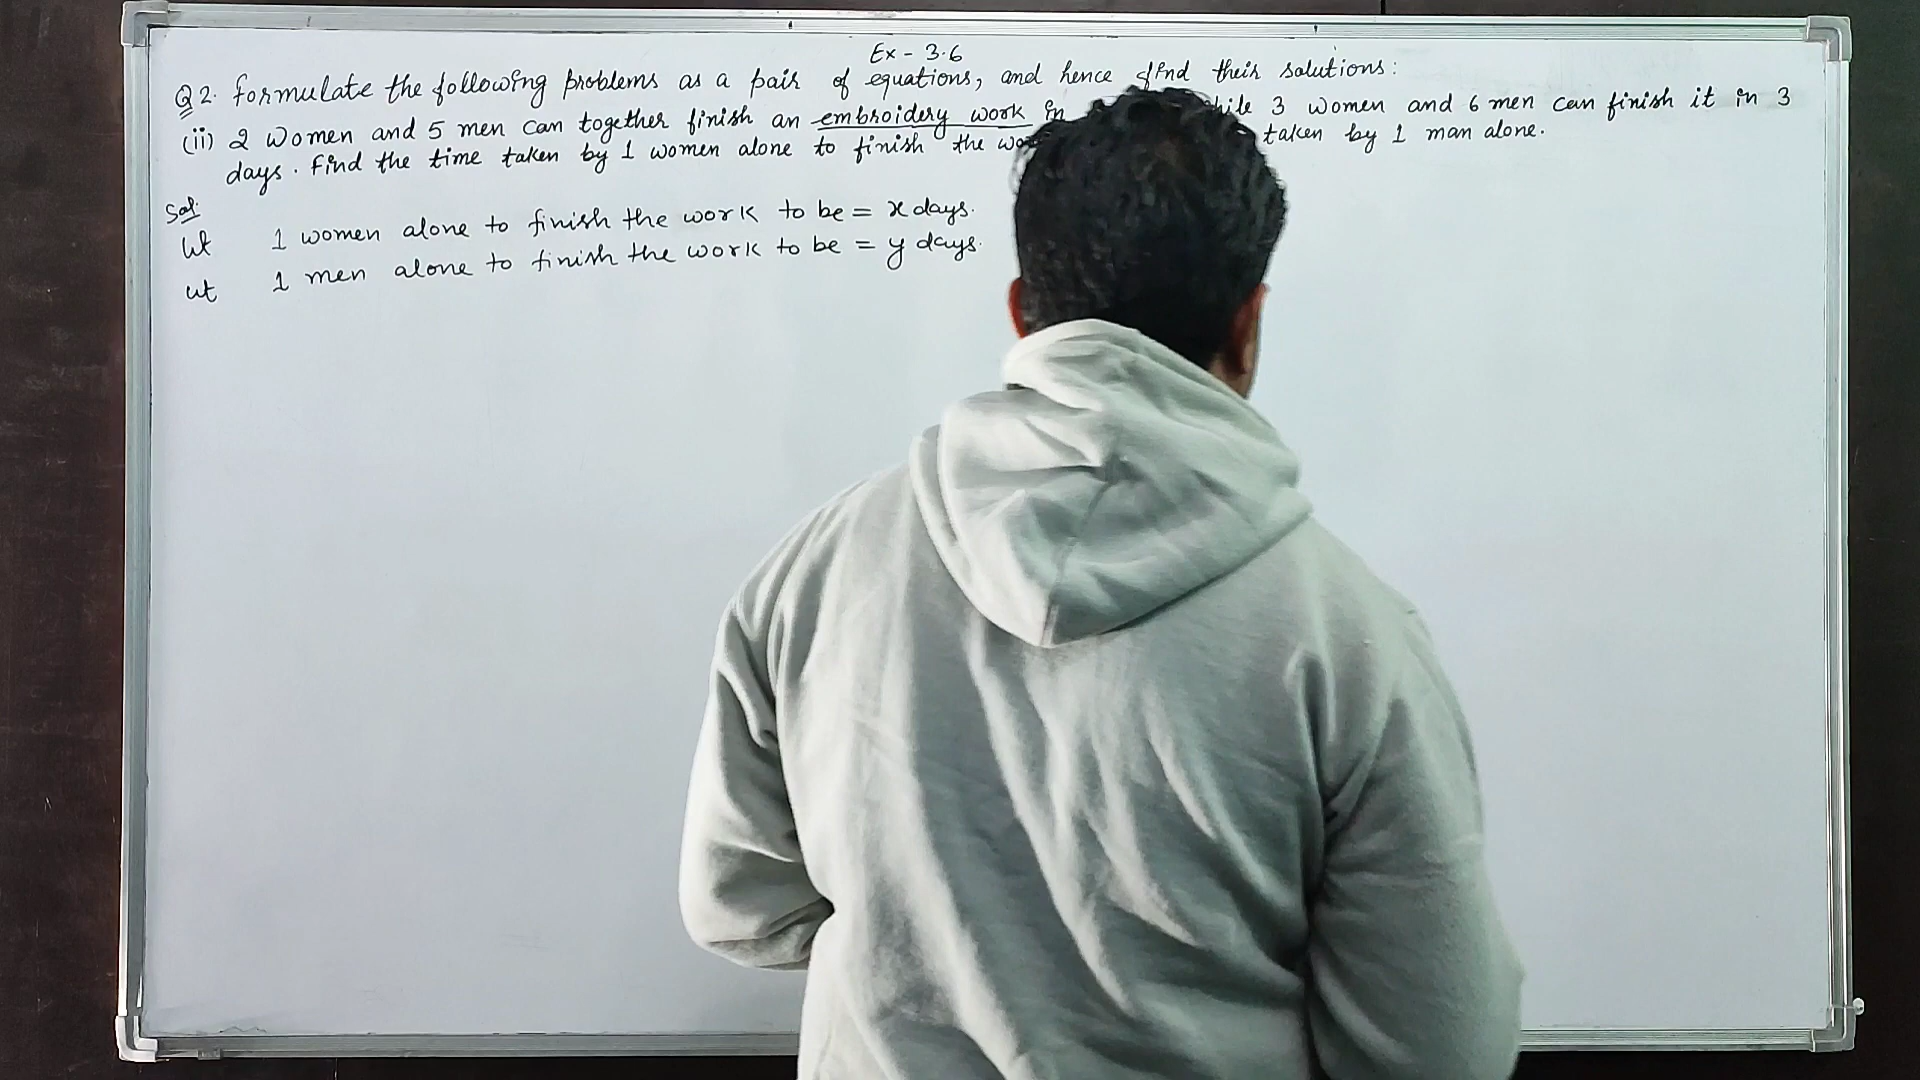 Ex - 3.6
Q2. Formulate the following problems as a pair of equations, and hence find their solutions:
(ii) 2 women and 5 men can together finish an embroidery work in while 3 women and 6 men can finish it in 3
days. Find the time taken by 1 women alone to finish the taken by 1 man alone.
Sol.
let 1 women alone to finish the work to be = x days.
let 1 men alone to finish the work to be = y days.